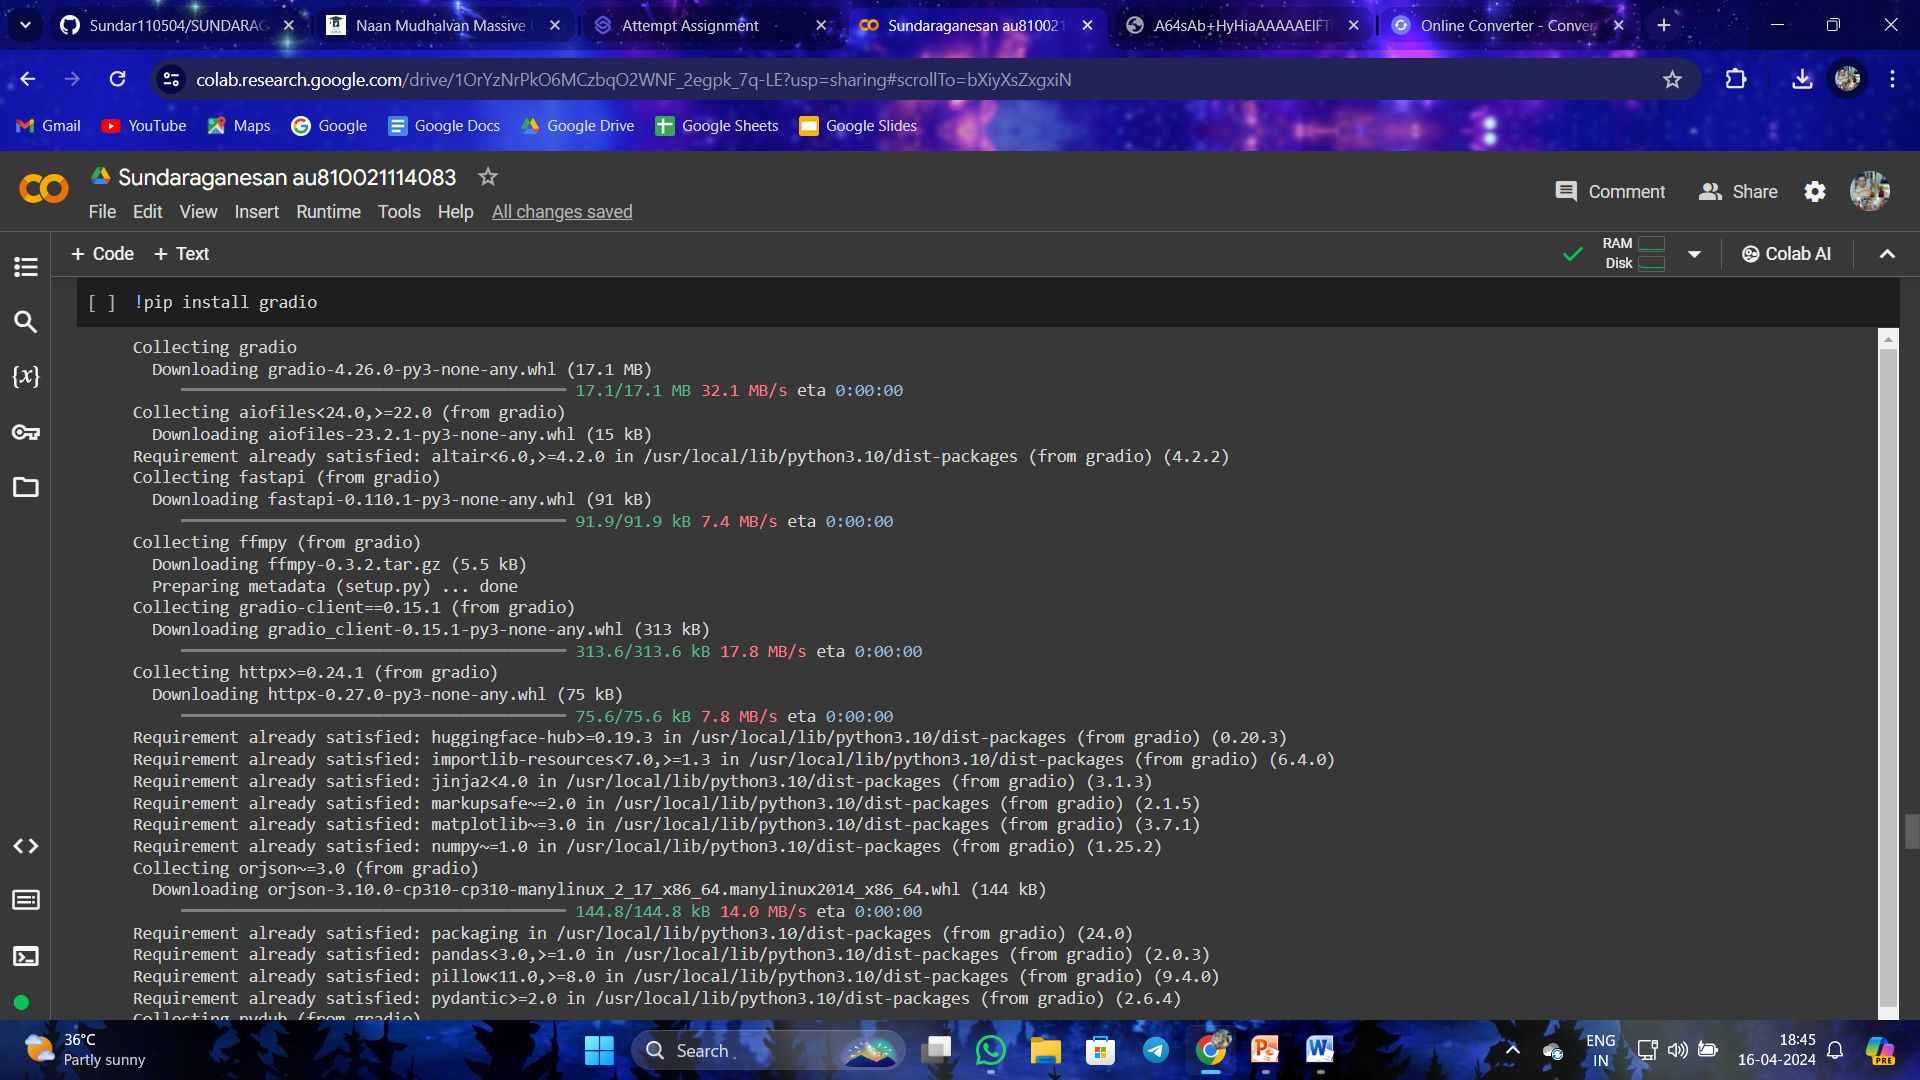 Sundar110504/SUNDARAG
Naan Mudhalvan Massive
Attempt Assignment
Sundaraganesan au810021
A64sAb+HyHiaAAAAAElFT
Online Converter - Conver
colab.research.google.com/drive/1OrYzNrPkO6MCzbqO2WNF_2egpk_7q-LE?usp=sharing#scrollTo=bXiyXsZxgxiN
Gmail YouTube Maps Google Google Docs Google Drive Google Sheets Google Slides
Sundaraganesan au810021114083
Comment Share
File Edit View Insert Runtime Tools Help All changes saved
+ Code + Text
RAM
Disk
Colab AI
[ ] !pip install gradio
Collecting gradio
Downloading gradio-4.26.0-py3-none-any.whl (17.1 MB)
17.1/17.1 MB 32.1 MB/s eta 0:00:00
Collecting aiofiles<24.0,>=22.0 (from gradio)
Downloading aiofiles-23.2.1-py3-none-any.whl (15 kB)
Requirement already satisfied: altair<6.0,>=4.2.0 in /usr/local/lib/python3.10/dist-packages (from gradio) (4.2.2)
Collecting fastapi (from gradio)
Downloading fastapi-0.110.1-py3-none-any.whl (91 kB)
91.9/91.9 kB 7.4 MB/s eta 0:00:00
Collecting ffmpy (from gradio)
Downloading ffmpy-0.3.2.tar.gz (5.5 kB)
Preparing metadata (setup.py) ... done
Collecting gradio-client==0.15.1 (from gradio)
Downloading gradio_client-0.15.1-py3-none-any.whl (313 kB)
313.6/313.6 kB 17.8 MB/s eta 0:00:00
Collecting httpx>=0.24.1 (from gradio)
Downloading httpx-0.27.0-py3-none-any.whl (75 kB)
75.6/75.6 kB 7.8 MB/s eta 0:00:00
Requirement already satisfied: huggingface-hub>=0.19.3 in /usr/local/lib/python3.10/dist-packages (from gradio) (0.20.3)
Requirement already satisfied: importlib-resources<7.0,>=1.3 in /usr/local/lib/python3.10/dist-packages (from gradio) (6.4.0)
Requirement already satisfied: jinja2<4.0 in /usr/local/lib/python3.10/dist-packages (from gradio) (3.1.3)
Requirement already satisfied: markupsafe~=2.0 in /usr/local/lib/python3.10/dist-packages (from gradio) (2.1.5)
Requirement already satisfied: matplotlib~=3.0 in /usr/local/lib/python3.10/dist-packages (from gradio) (3.7.1)
Requirement already satisfied: numpy~=1.0 in /usr/local/lib/python3.10/dist-packages (from gradio) (1.25.2)
Collecting orjson~=3.0 (from gradio)
Downloading orjson-3.10.0-cp310-cp310-manylinux_2_17_x86_64.manylinux2014_x86_64.whl (144 kB)
144.8/144.8 kB 14.0 MB/s eta 0:00:00
Requirement already satisfied: packaging in /usr/local/lib/python3.10/dist-packages (from gradio) (24.0)
Requirement already satisfied: pandas<3.0,>=1.0 in /usr/local/lib/python3.10/dist-packages (from gradio) (2.0.3)
Requirement already satisfied: pillow<11.0,>=8.0 in /usr/local/lib/python3.10/dist-packages (from gradio) (9.4.0)
Requirement already satisfied: pydantic>=2.0 in /usr/local/lib/python3.10/dist-packages (from gradio) (2.6.4)
Collecting pydub (from gradio)
36°C
Partly sunny
Search
ENG
IN
18:45
16-04-2024
PRE